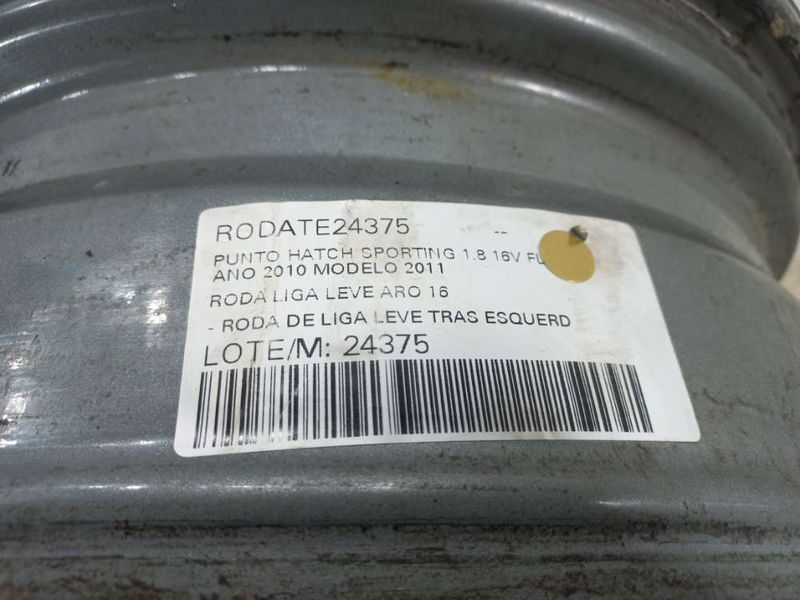 RODATE24375 --
PUNTO HATCH SPORTING 1.8 16V FL
ANO 2010 MODELO 2011
RODA LIGA LEVE ARO 16
- RODA DE LIGA LEVE TRAS ESQUERD
LOTE/M: 24375